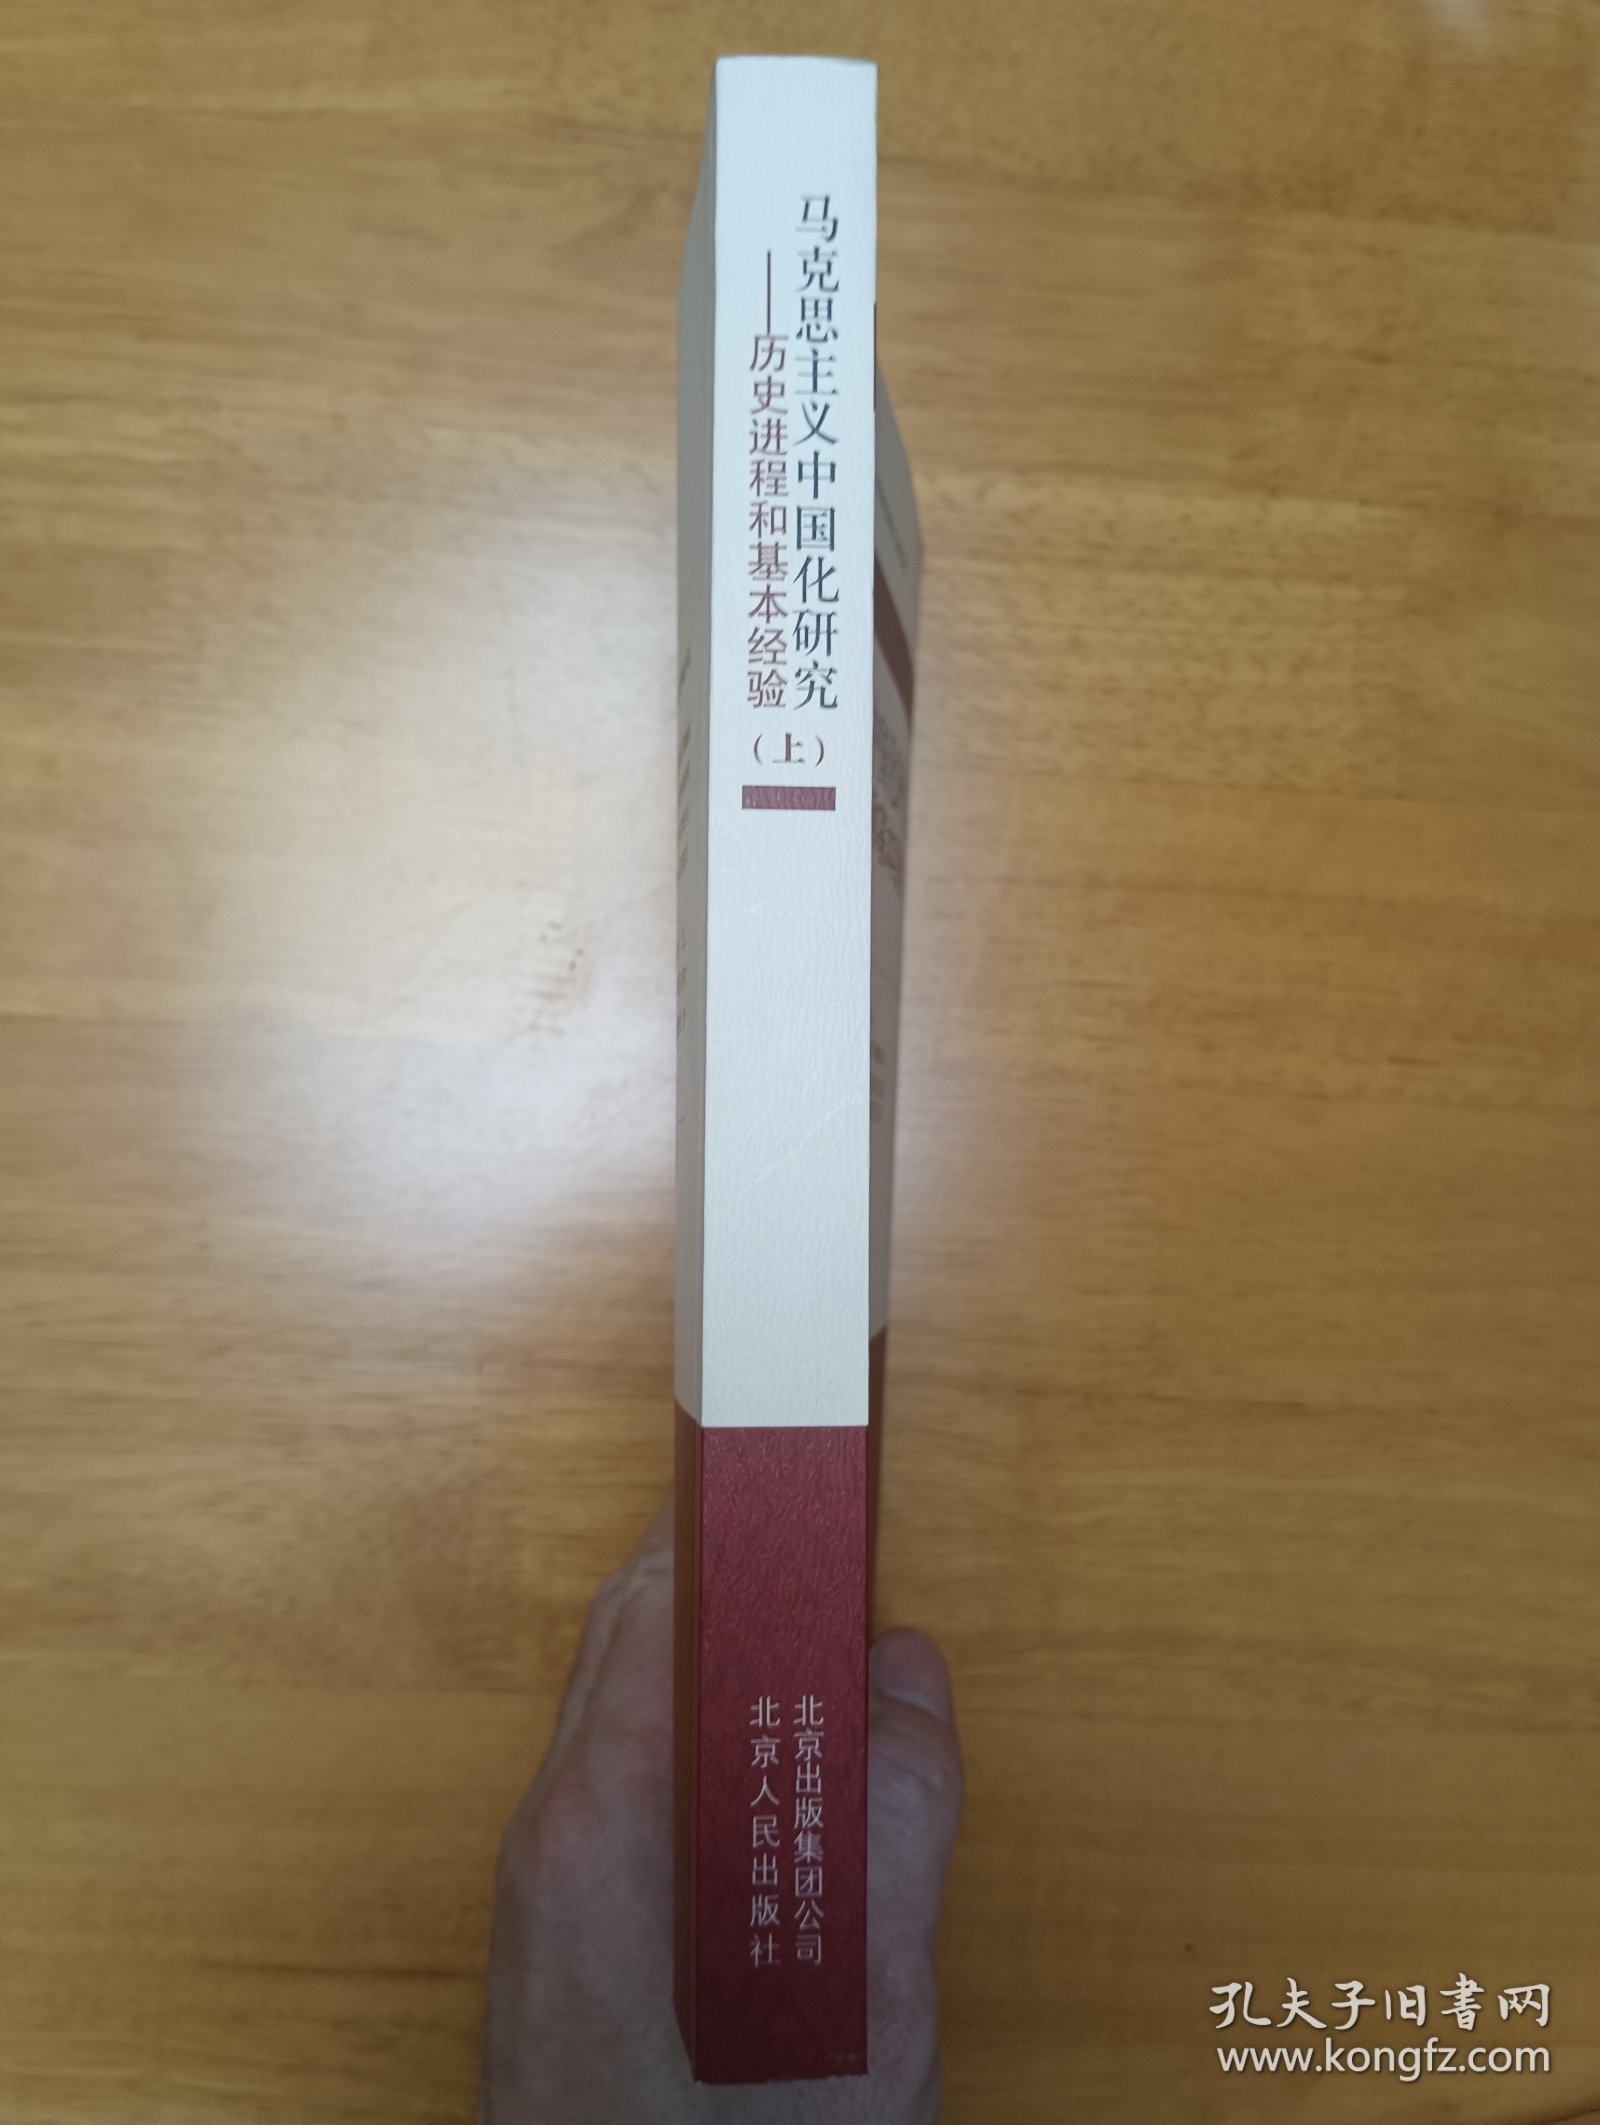 马克思主义中国化研究
——历史进程和基本经验
（上）
北京出版集团公司
北京人民出版社
孔夫子旧书网
www.kongfz.com